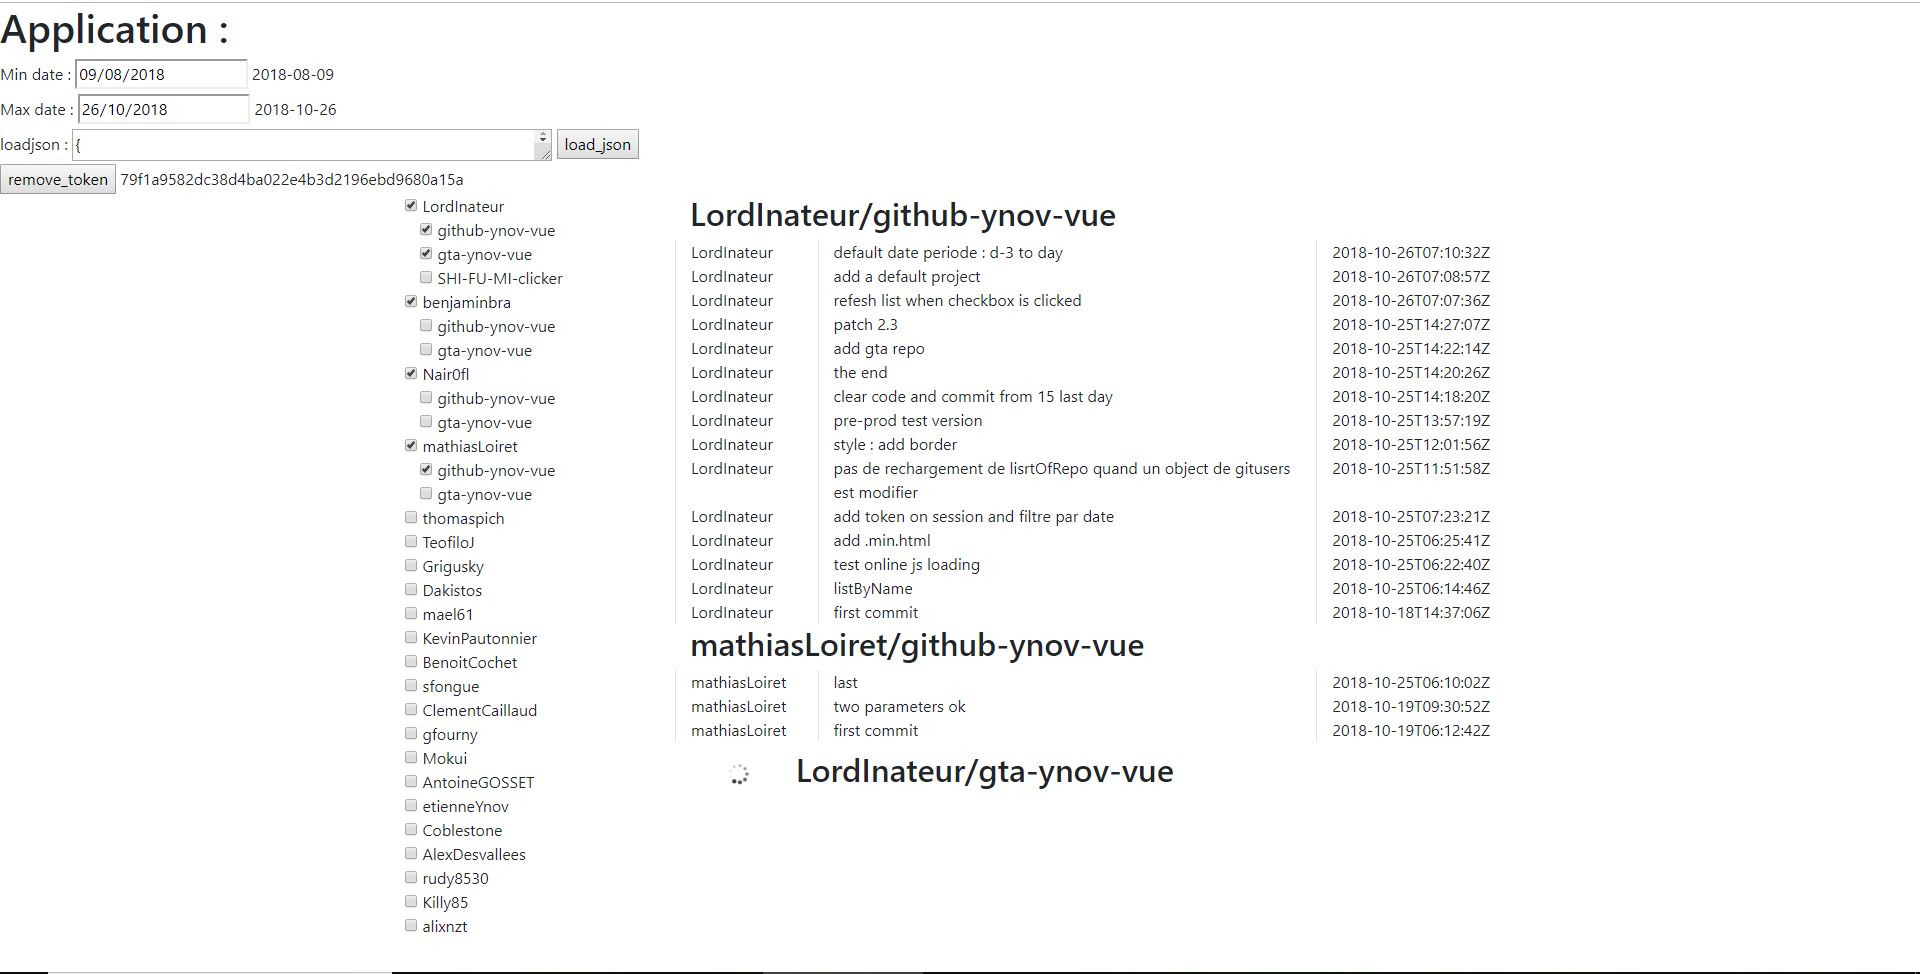 Application :
Min date : 09/08/2018 2018-08-09
Max date : 26/10/2018 2018-10-26
loadjson : { load_json
remove_token 79f1a9582dc38d4ba022e4b3d2196ebd9680a15a
LordInateur
github-ynov-vue
gta-ynov-vue
SHI-FU-MI-clicker
benjaminbra
github-ynov-vue
gta-ynov-vue
Nair0fl
github-ynov-vue
gta-ynov-vue
mathiasLoiret
github-ynov-vue
gta-ynov-vue
thomaspich
TeofiloJ
Grigusky
Dakistos
mael61
KevinPautonnier
BenoitCochet
sfongue
ClementCaillaud
gfourny
Mokui
AntoineGOSSET
etienneYnov
Coblestone
AlexDesvallees
rudy8530
Killy85
alixnzt
LordInateur/github-ynov-vue
LordInateur default date periode : d-3 to day 2018-10-26T07:10:32Z
LordInateur add a default project 2018-10-26T07:08:57Z
LordInateur refesh list when checkbox is clicked 2018-10-26T07:07:36Z
LordInateur patch 2.3 2018-10-25T14:27:07Z
LordInateur add gta repo 2018-10-25T14:22:14Z
LordInateur the end 2018-10-25T14:20:26Z
LordInateur clear code and commit from 15 last day 2018-10-25T14:18:20Z
LordInateur pre-prod test version 2018-10-25T13:57:19Z
LordInateur style : add border 2018-10-25T12:01:56Z
LordInateur pas de rechargement de lisrtOfRepo quand un object de gitusers 2018-10-25T11:51:58Z
est modifier
LordInateur add token on session and filtre par date 2018-10-25T07:23:21Z
LordInateur add .min.html 2018-10-25T06:25:41Z
LordInateur test online js loading 2018-10-25T06:22:40Z
LordInateur listByName 2018-10-25T06:14:46Z
LordInateur first commit 2018-10-18T14:37:06Z
mathiasLoiret/github-ynov-vue
mathiasLoiret last 2018-10-25T06:10:02Z
mathiasLoiret two parameters ok 2018-10-19T09:30:52Z
mathiasLoiret first commit 2018-10-19T06:12:42Z
LordInateur/gta-ynov-vue